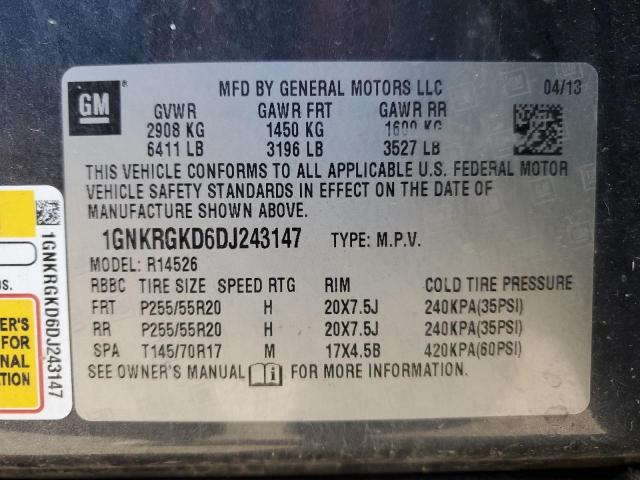 GM
MFD BY GENERAL MOTORS LLC 04/13
GVWR GAWR FRT GAWR RR
2908 KG 1450 KG 1600 KG
6411 LB 3196 LB 3527 LB
THIS VEHICLE CONFORMS TO ALL APPLICABLE U.S. FEDERAL MOTOR
VEHICLE SAFETY STANDARDS IN EFFECT ON THE DATE OF
MANUFACTURE SHOWN ABOVE.
1GNKRGKD6DJ243147 TYPE: M.P.V.
MODEL: R14526
RBBC TIRE SIZE SPEED RTG RIM COLD TIRE PRESSURE
FRT P255/55R20 H 20X7.5J 240KPA(35PSI)
RR P255/55R20 H 20X7.5J 240KPA(35PSI)
SPA T145/70R17 M 17X4.5B 420KPA(60PSI)
SEE OWNER'S MANUAL FOR MORE INFORMATION.
1GNKRGKD6DJ243147
FOR